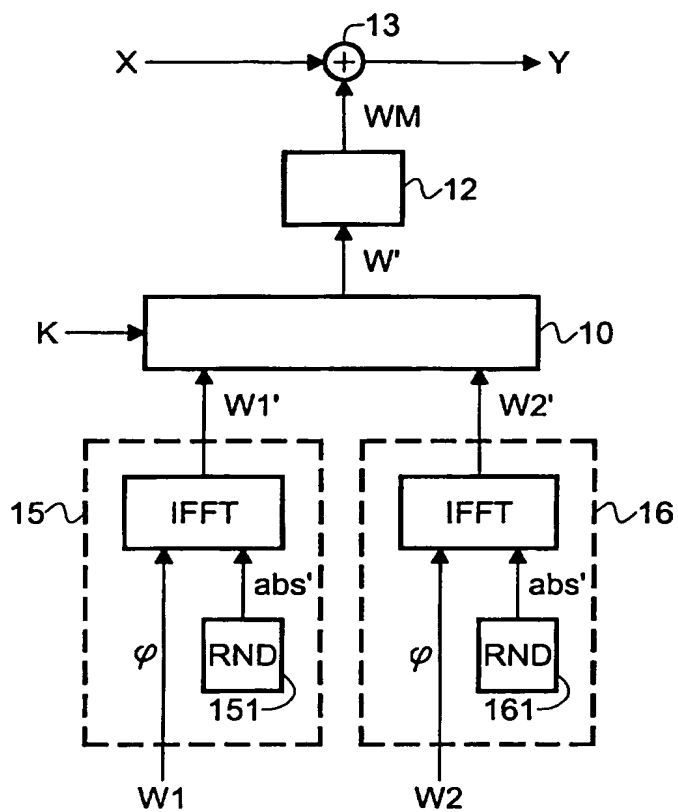 13
X + Y
WM
12
W'
K 10
W1' W2'
15 IFFT IFFT 16
abs' abs'
φ RND φ RND
151 161
W1 W2